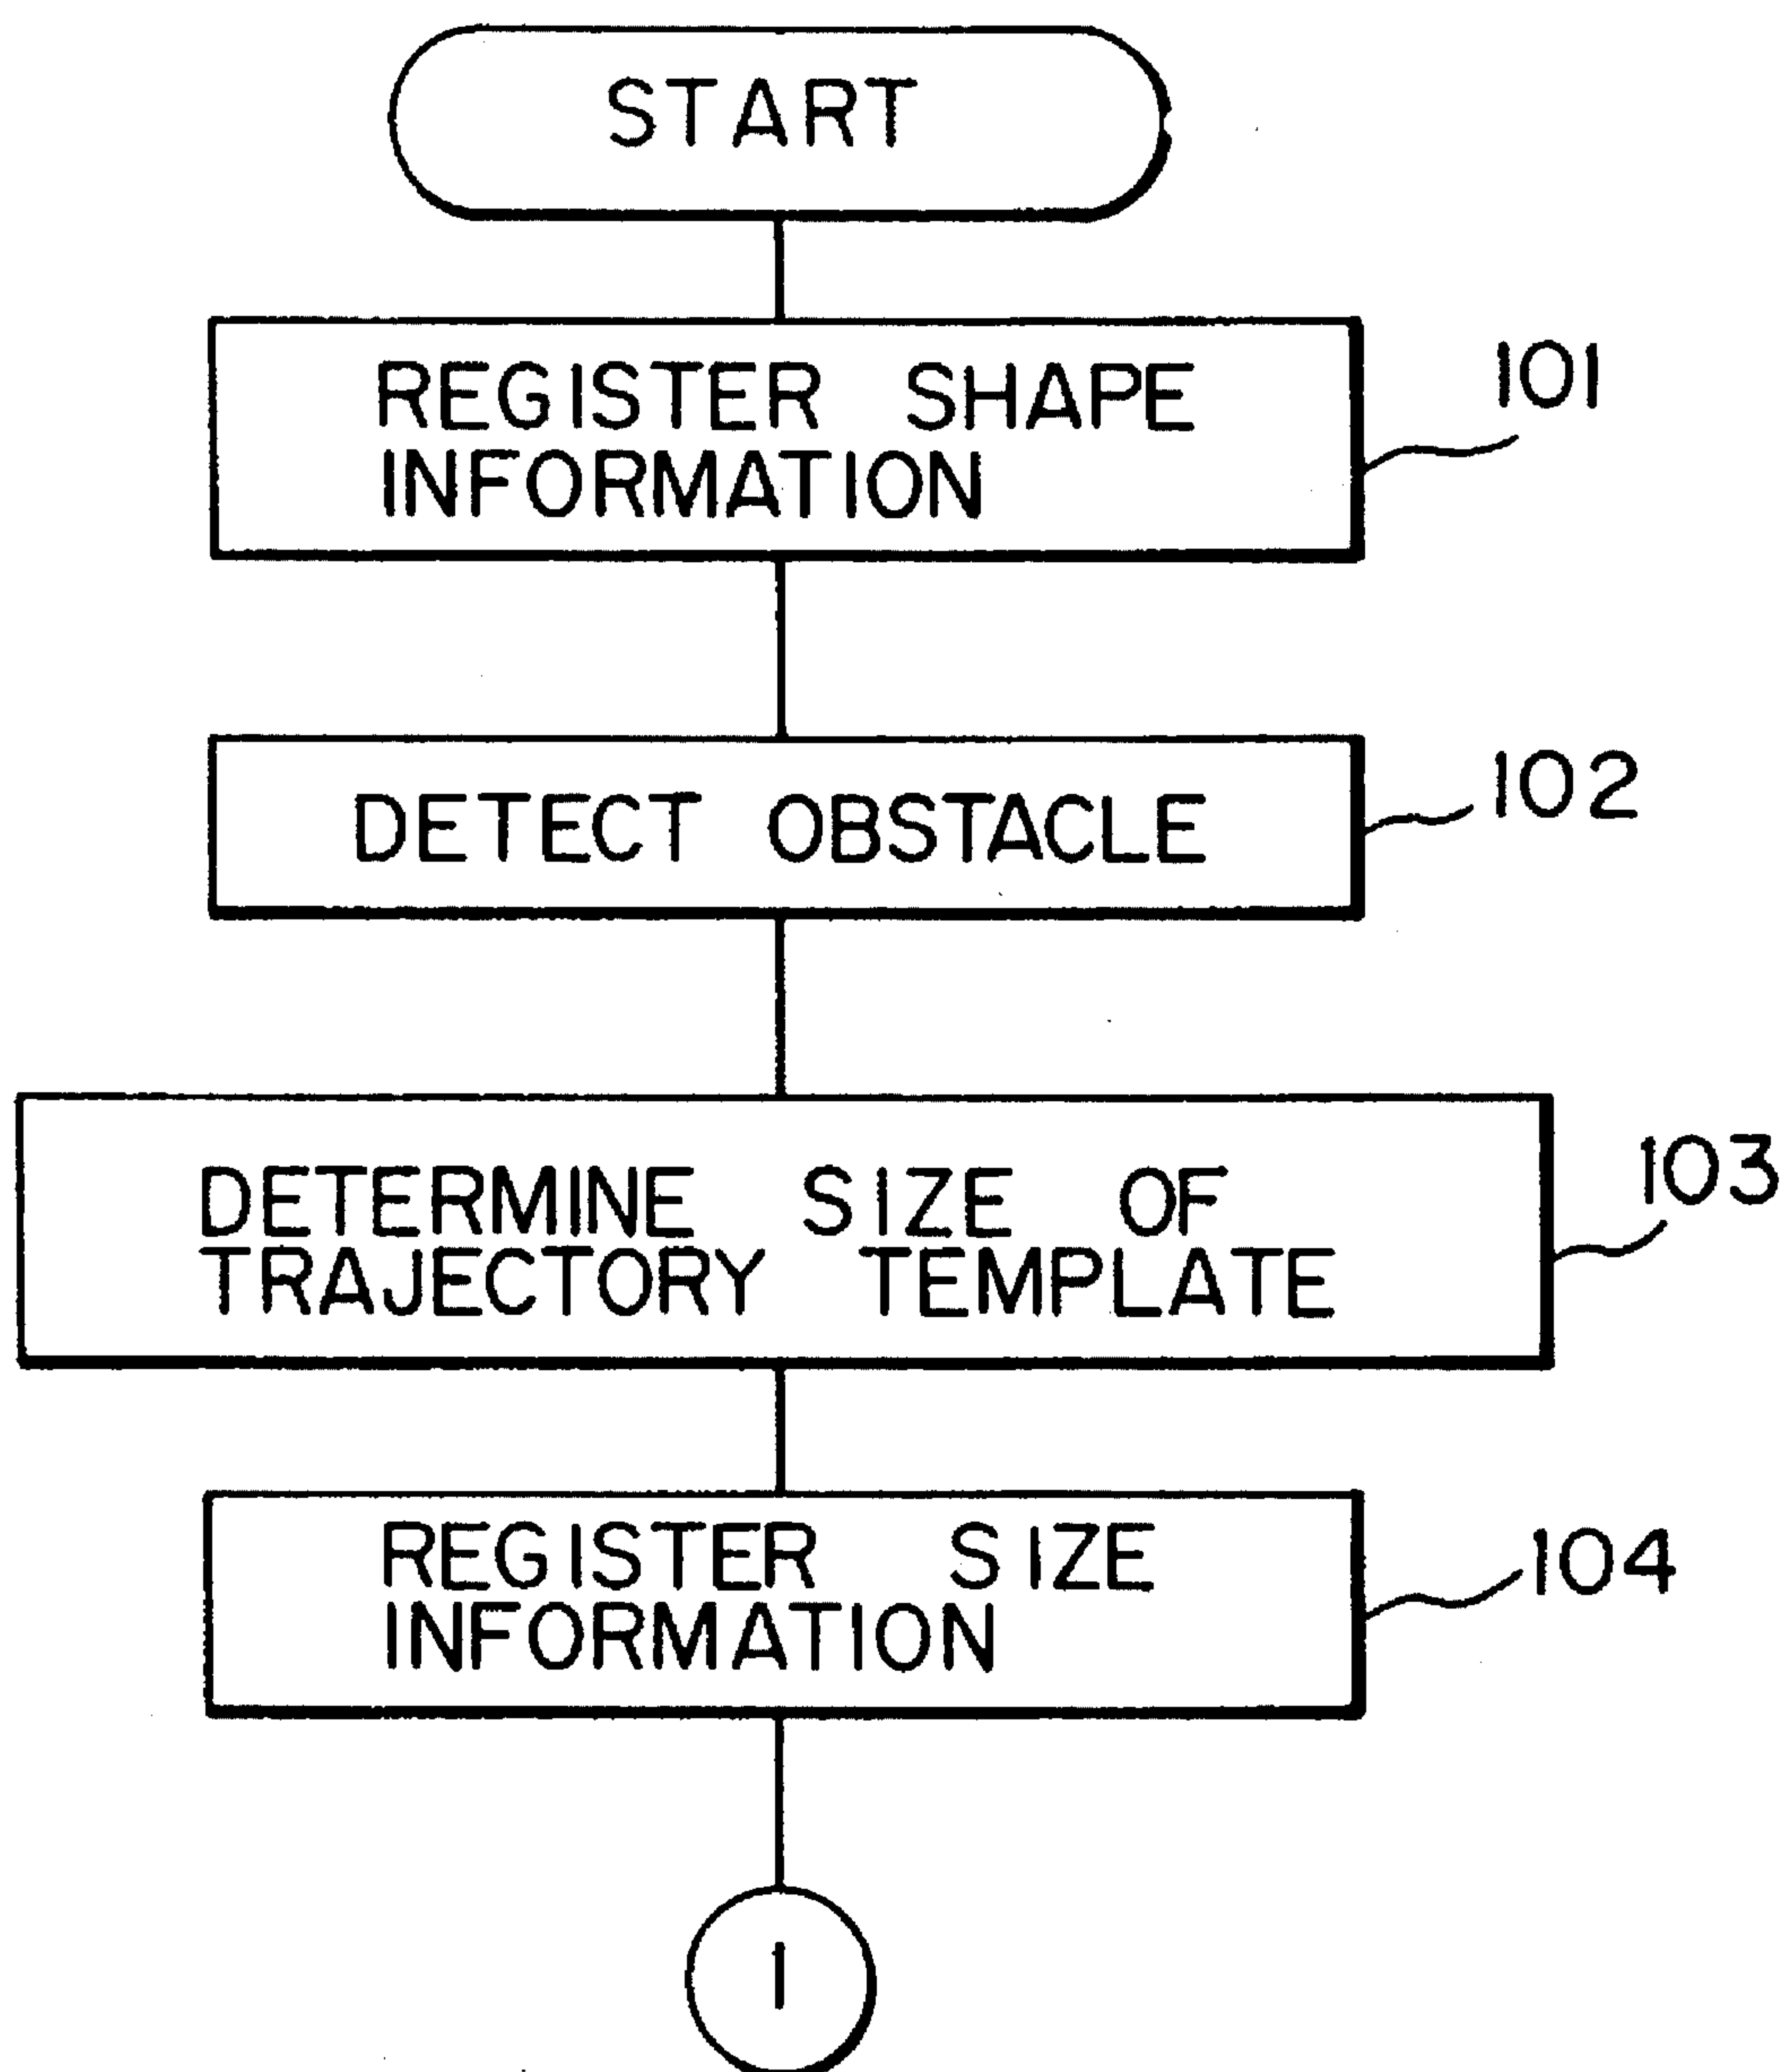 START
REGISTER SHAPE
INFORMATION
101
DETECT OBSTACLE
102
DETERMINE SIZE OF
TRAJECTORY TEMPLATE
103
REGISTER SIZE
INFORMATION
104
1